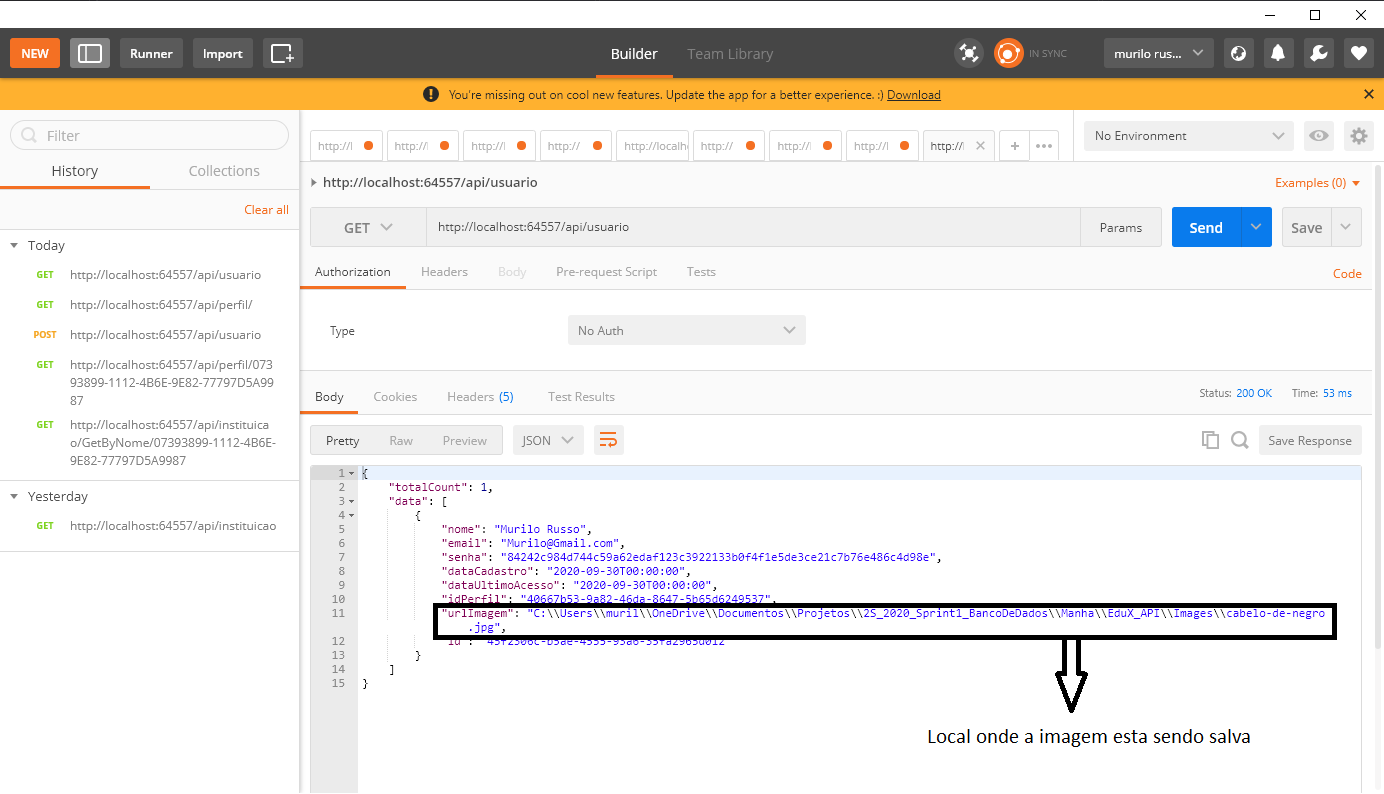 NEW
Runner
Import
Builder
Team Library
IN SYNC
murilo rus...
You're missing out on cool new features. Update the app for a better experience. :) Download
Filter
History
Collections
Clear all
Today
GET http://localhost:64557/api/usuario
GET http://localhost:64557/api/perfil/
POST http://localhost:64557/api/usuario
GET http://localhost:64557/api/perfil/073
93899-1112-4B6E-9E82-77797D5A99
87
GET http://localhost:64557/api/instituica
o/GetByNome/07393899-1112-4B6E-
9E82-77797D5A9987
Yesterday
GET http://localhost:64557/api/instituicao
http://l http://l http://l http:// http://localh http:// http://l http://l http://l
No Environment
http://localhost:64557/api/usuario
Examples (0)
GET
http://localhost:64557/api/usuario
Params
Send
Save
Authorization
Headers
Body
Pre-request Script
Tests
Code
Type
No Auth
Body
Cookies
Headers (5)
Test Results
Status: 200 OK
Time: 53 ms
Pretty
Raw
Preview
JSON
Save Response
1 {
2 "totalCount": 1,
3 "data": [
4 {
5 "nome": "Murilo Russo",
6 "email": "Murilo@Gmail.com",
7 "senha": "84242c984d744c59a62edaf123c3922133b0f4f1e5de3ce21c7b76e486c4d98e",
8 "dataCadastro": "2020-09-30T00:00:00",
9 "dataUltimoAcesso": "2020-09-30T00:00:00",
10 "idPerfil": "40667b53-9a82-46da-8647-5b65d6249537",
11 "urlImagem": "C:\\Users\\muril\\OneDrive\\Documentos\\Projetos\\2S_2020_Sprint1_BancoDeDados\\Manha\\EduX_API\\Images\\cabelo-de-negro
.jpg",
12 "id": "45f2306c-b5ae-4555-93a6-35fa2965d012"
13 }
14 ]
15 }
Local onde a imagem esta sendo salva